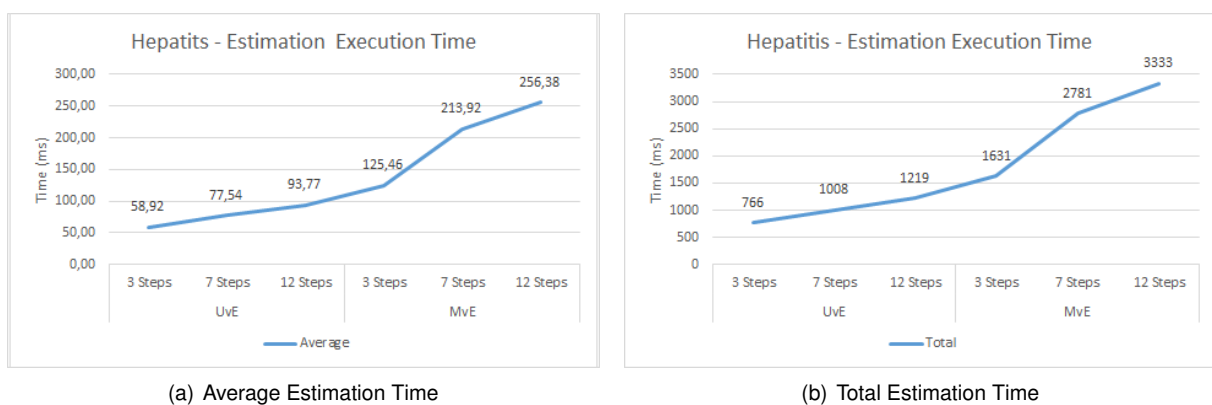 Hepatits - Estimation Execution Time
300,00
250,00
200,00
150,00
100,00
50,00
0,00
Time (ms)
58,92
77,54
93,77
125,46
213,92
256,38
3 Steps 7 Steps 12 Steps 3 Steps 7 Steps 12 Steps
UvE MvE
Average
(a) Average Estimation Time
Hepatitis - Estimation Execution Time
3500
3000
2500
2000
1500
1000
500
0
Time (ms)
766
1008
1219
1631
2781
3333
3 Steps 7 Steps 12 Steps 3 Steps 7 Steps 12 Steps
UvE MvE
Total
(b) Total Estimation Time